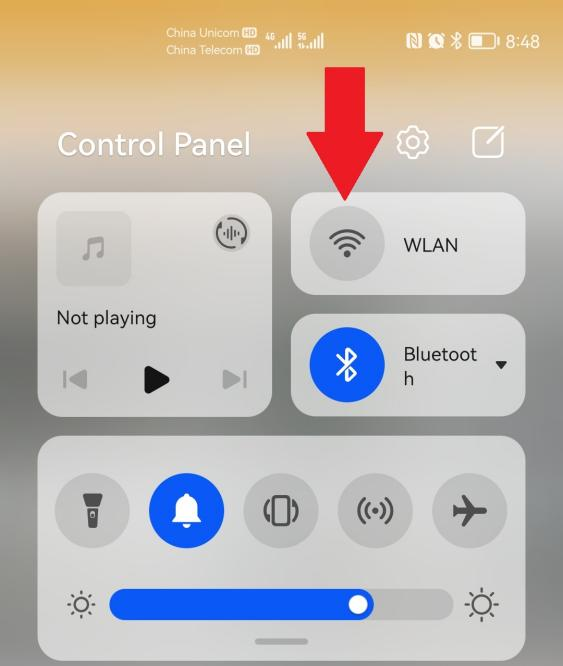 China Unicom HD
China Telecom HD
4G 5G
8:48
Control Panel
WLAN
Not playing
Bluetoot
h